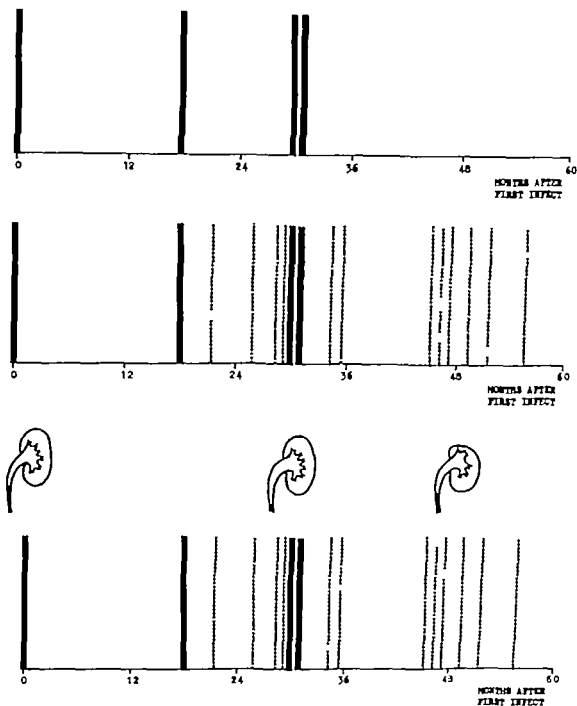 0 12 24 36 48 60
MONTHS AFTER
FIRST INFECT
0 12 24 36 48 60
MONTHS AFTER
FIRST INFECT
0 12 24 36 43 60
MONTHS AFTER
FIRST INFECT